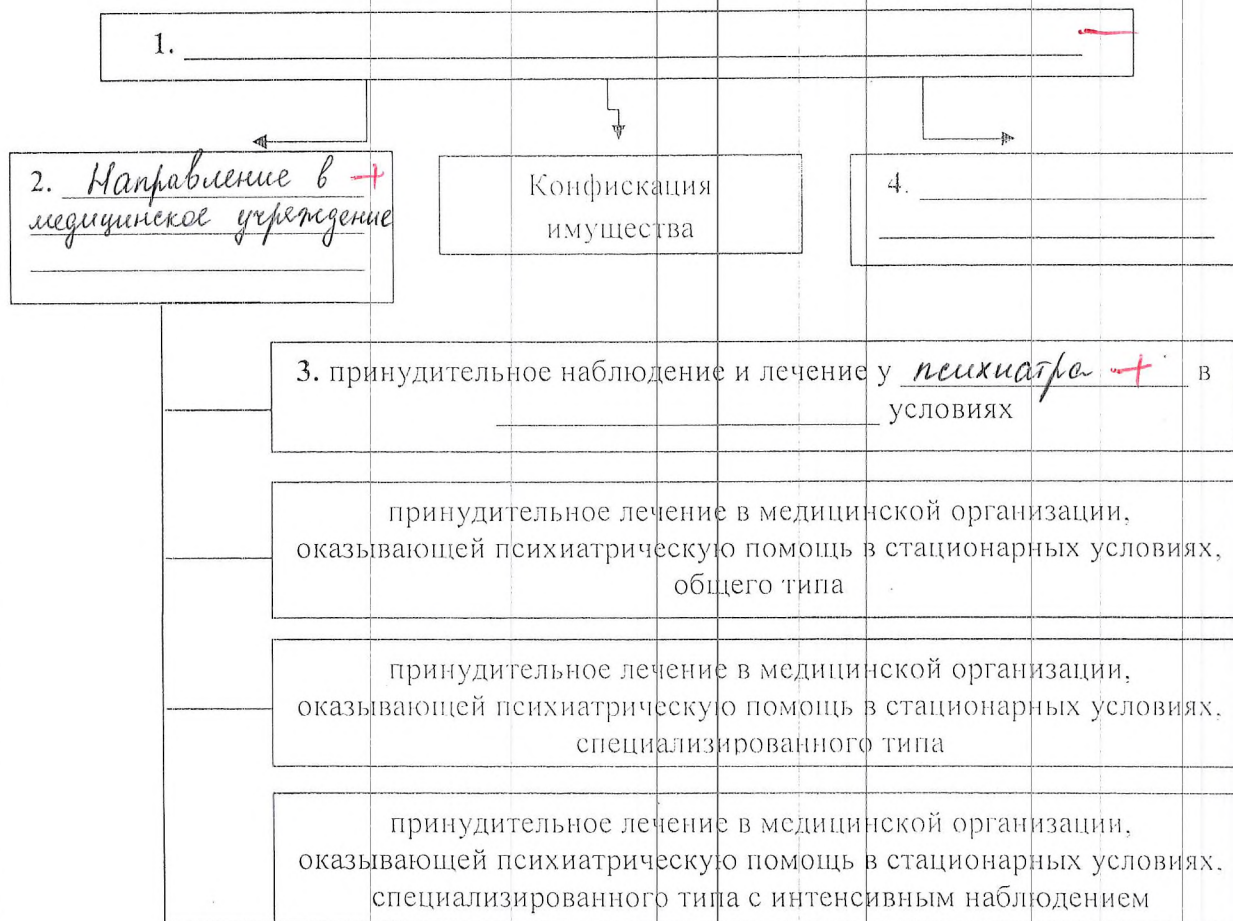 1.
2. Направление в +
медицинское учреждение
Конфискация
имущества
4.
3. принудительное наблюдение и лечение у психиатра + в
условиях
принудительное лечение в медицинской организации,
оказывающей психиатрическую помощь в стационарных условиях,
общего типа
принудительное лечение в медицинской организации,
оказывающей психиатрическую помощь в стационарных условиях,
специализированного типа
принудительное лечение в медицинской организации,
оказывающей психиатрическую помощь в стационарных условиях,
специализированного типа с интенсивным наблюдением